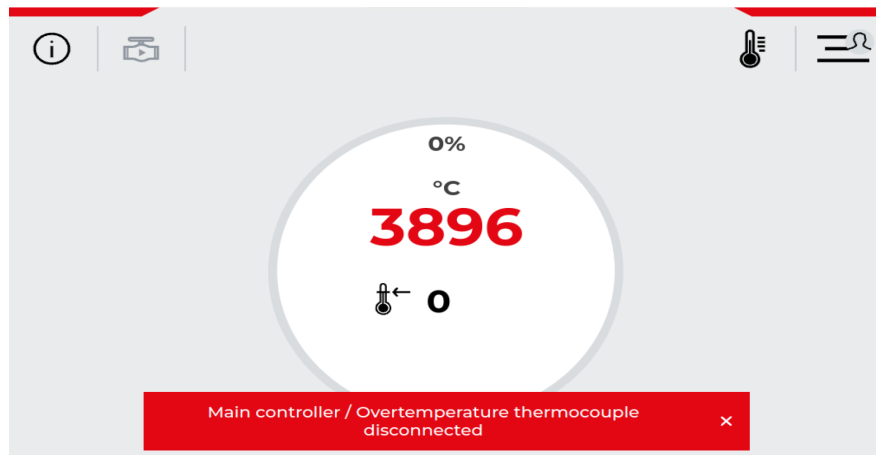 0%
°C
3896
0
Main controller / Overtemperature thermocouple
disconnected
×